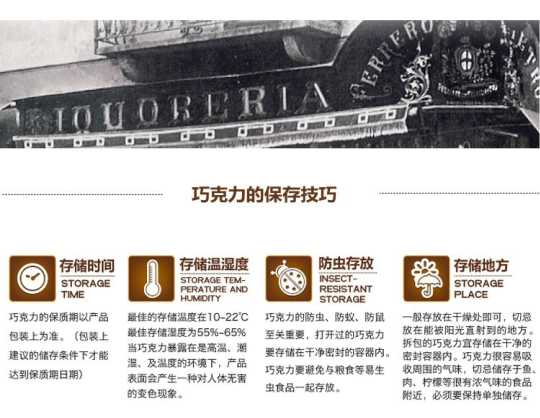 LIQUORERIA
FERRERO
PIETRO
巧克力的保存技巧
存储时间
STORAGE
TIME
巧克力的保质期以产品
包装上为准。（包装上
建议的储存条件下才能
达到保质期日期）
存储温湿度
STORAGE TEM-
PERATURE AND
HUMIDITY
最佳的存储温度在10-22℃
最佳存储湿度为55%-65%
当巧克力暴露在是高温、潮
湿、及温度的环境下，产品
表面会产生一种对人体无害
的变色现象。
防虫存放
INSECT-
RESISTANT
STORAGE
巧克力的防虫、防蚁、防鼠
至关重要，打开过的巧克力
要存储在干净密封的容器内。
巧克力要避免与粮食等易生
虫食品一起存放。
存储地方
STORAGE
PLACE
一般存放在干燥处即可，切忌
放在能被阳光直射到的地方。
拆包的巧克力宜存储在干净的
密封容器内。巧克力很容易吸
收周围的气味，切忌储存于鱼、
肉、柠檬等很有浓气味的食品
附近，必须要保持单独储存。